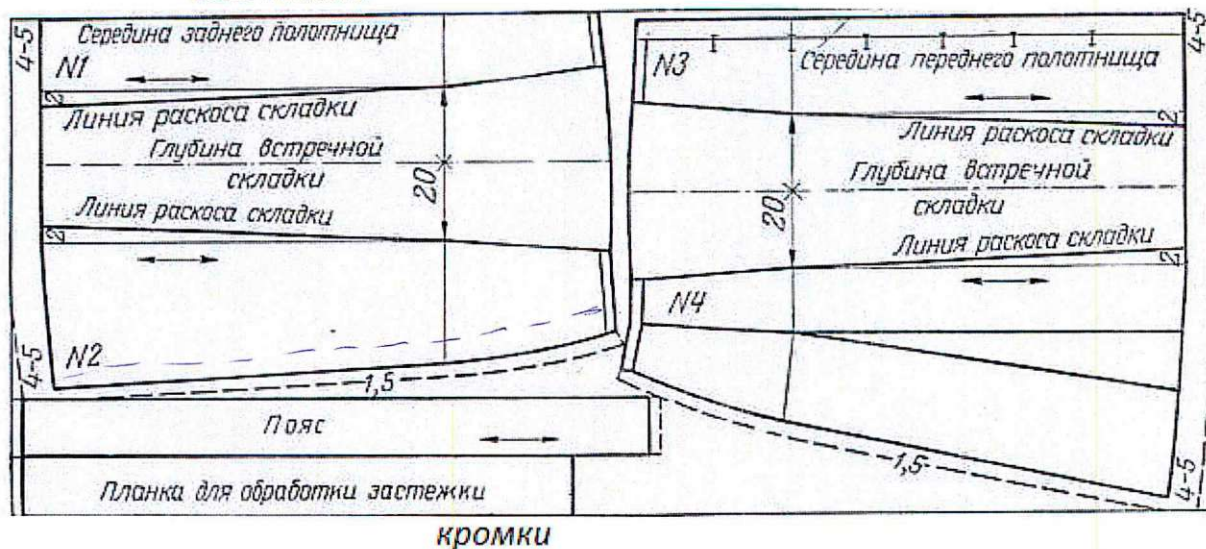 4-5
Середина заднего полотнища
N1
2
Линия раскоса складки
Глубина встречной
складки
20
Линия раскоса складки
2
N2
4-5
1,5
Пояс
Планка для обработки застежки
4-5
N3
Середина переднего полотнища
2
Линия раскоса складки
Глубина встречной
складки
20
Линия раскоса складки
2
N4
1,5
4-5
кромки